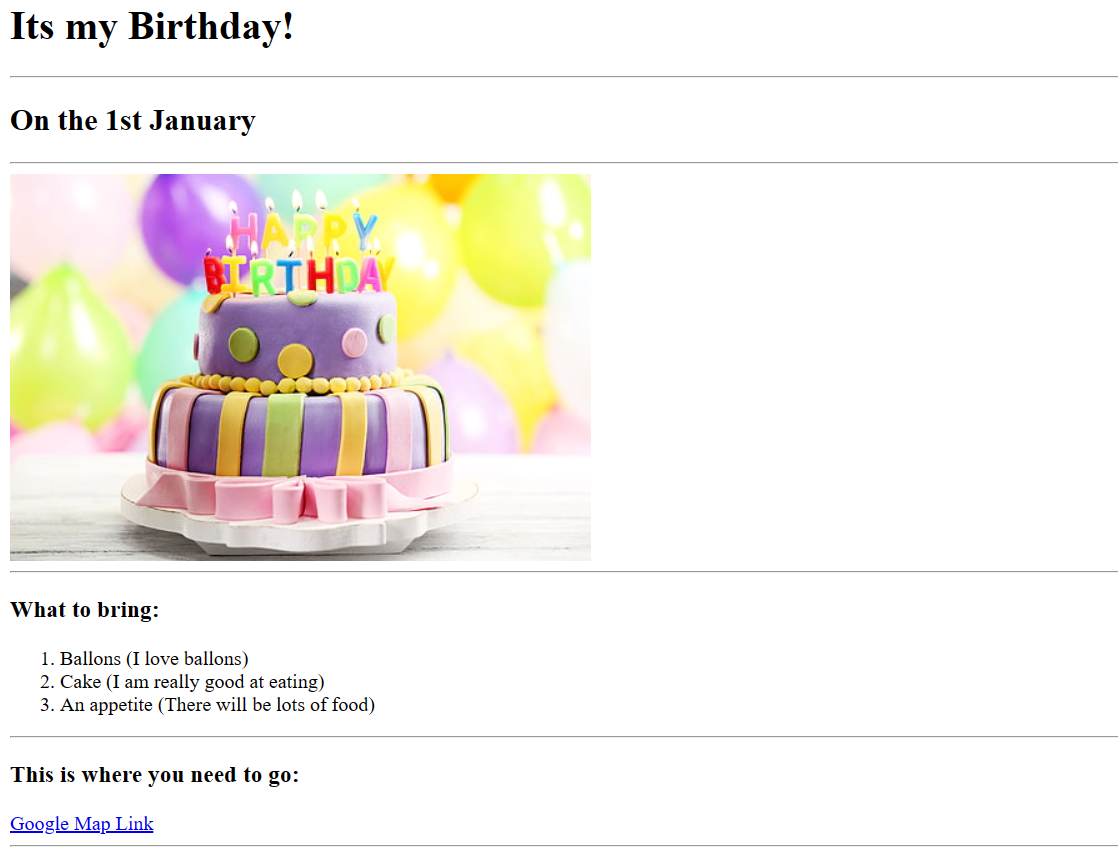 Its my Birthday!
On the 1st January
HAPPY
BIRTHDAY
What to bring:
1. Ballons (I love ballons)
2. Cake (I am really good at eating)
3. An appetite (There will be lots of food)
This is where you need to go:
Google Map Link